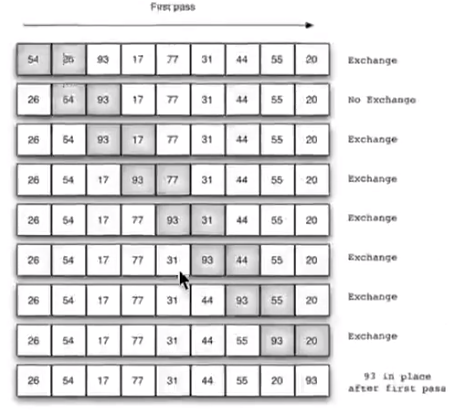 First pass
54 26 93 17 77 31 44 55 20 Exchange
26 54 93 17 77 31 44 55 20 No Exchange
26 54 93 17 77 31 44 55 20 Exchange
26 54 17 93 77 31 44 55 20 Exchange
26 54 17 77 93 31 44 55 20 Exchange
26 54 17 77 31 93 44 55 20 Exchange
26 54 17 77 31 44 93 55 20 Exchange
26 54 17 77 31 44 55 93 20 Exchange
26 54 17 77 31 44 55 20 93 93 in place
after first pass